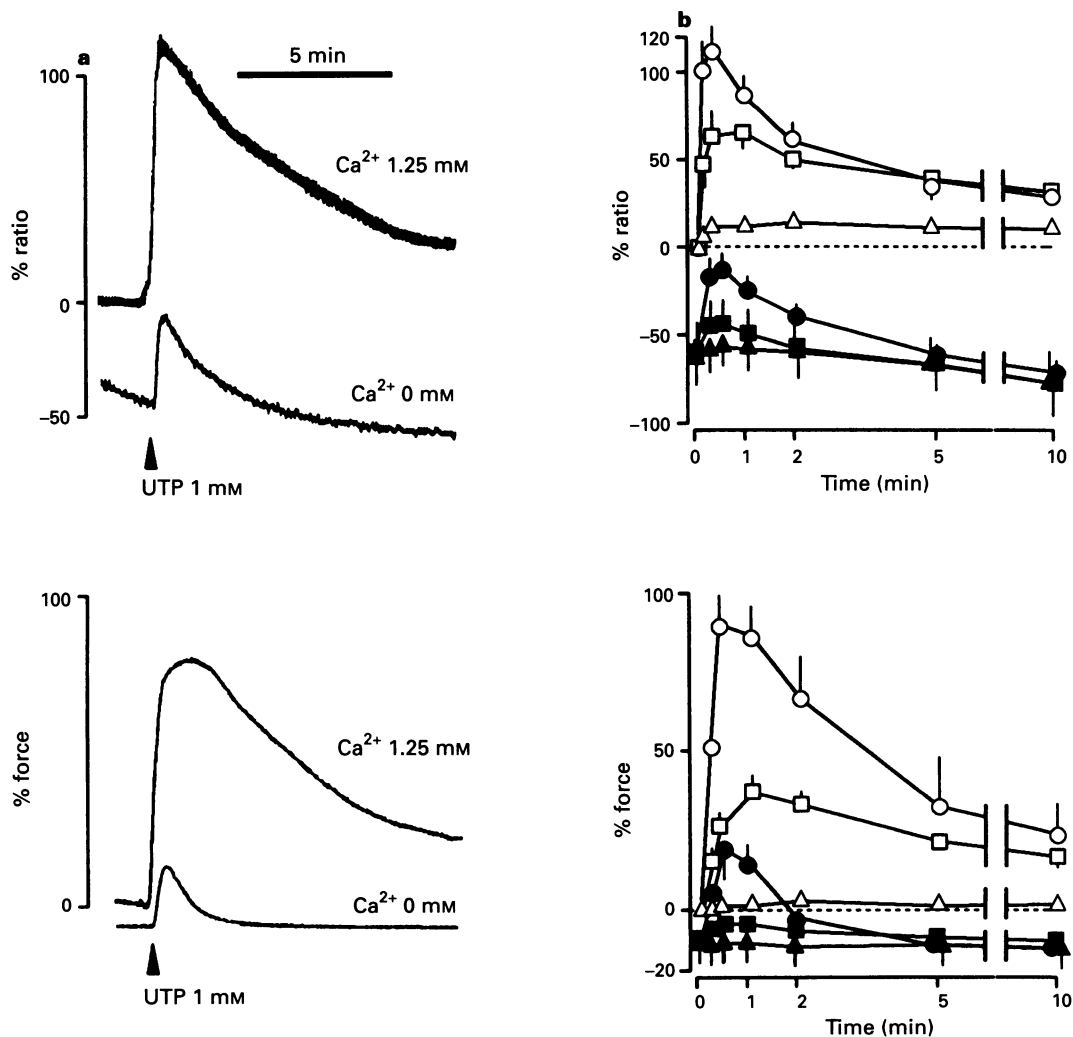 a
5 min
100
Ca²⁺ 1.25 mM
% ratio
0
Ca²⁺ 0 mM
–50
UTP 1 mM
b
120
100
50
% ratio
0
–50
–100
0 1 2 5 10
Time (min)
100
% force
Ca²⁺ 1.25 mM
Ca²⁺ 0 mM
0
UTP 1 mM
100
50
% force
0
–20
0 1 2 5 10
Time (min)